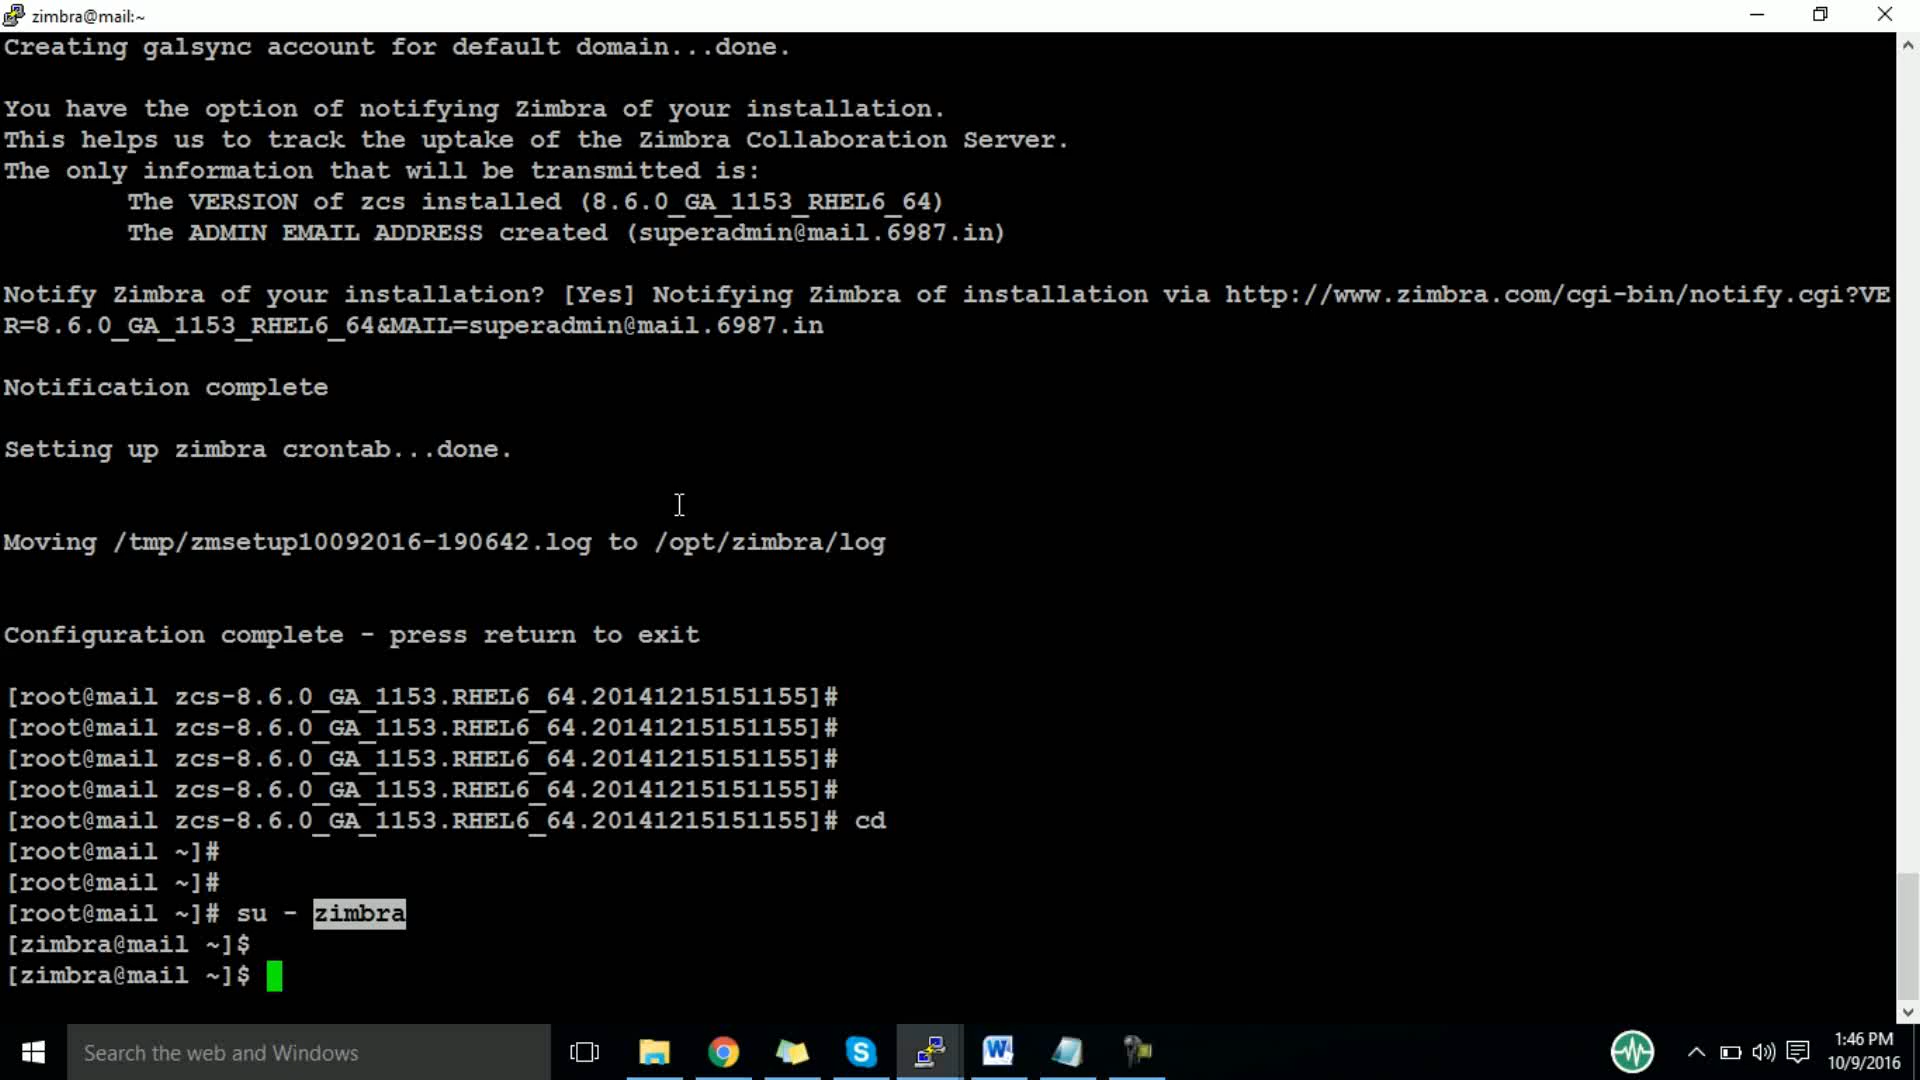 zimbra@mail:~
Creating galsync account for default domain...done.
You have the option of notifying Zimbra of your installation.
This helps us to track the uptake of the Zimbra Collaboration Server.
The only information that will be transmitted is:
The VERSION of zcs installed (8.6.0_GA_1153_RHEL6_64)
The ADMIN EMAIL ADDRESS created (superadmin@mail.6987.in)
Notify Zimbra of your installation? [Yes] Notifying Zimbra of installation via http://www.zimbra.com/cgi-bin/notify.cgi?VE
R=8.6.0_GA_1153_RHEL6_64&MAIL=superadmin@mail.6987.in
Notification complete
Setting up zimbra crontab...done.
Moving /tmp/zmsetup10092016-190642.log to /opt/zimbra/log
Configuration complete - press return to exit
[root@mail zcs-8.6.0_GA_1153.RHEL6_64.20141215151155]#
[root@mail zcs-8.6.0_GA_1153.RHEL6_64.20141215151155]#
[root@mail zcs-8.6.0_GA_1153.RHEL6_64.20141215151155]#
[root@mail zcs-8.6.0_GA_1153.RHEL6_64.20141215151155]#
[root@mail zcs-8.6.0_GA_1153.RHEL6_64.20141215151155]# cd
[root@mail ~]#
[root@mail ~]#
[root@mail ~]# su - zimbra
[zimbra@mail ~]$
[zimbra@mail ~]$
Search the web and Windows
1:46 PM
10/9/2016